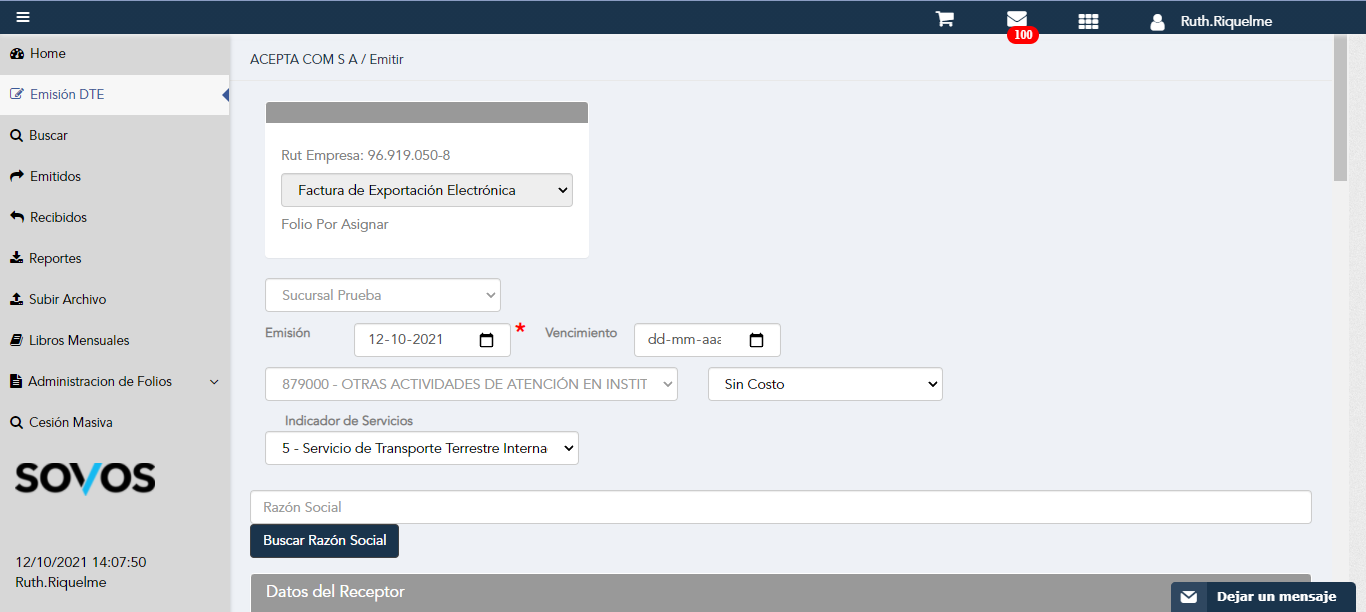 Ruth.Riquelme
100
Home
Emisión DTE
Buscar
Emitidos
Recibidos
Reportes
Subir Archivo
Libros Mensuales
Administracion de Folios
Cesión Masiva
SOVOS
12/10/2021 14:07:50
Ruth.Riquelme
ACEPTA COM S A / Emitir
Rut Empresa: 96.919.050-8
Factura de Exportación Electrónica
Folio Por Asignar
Sucursal Prueba
Emisión 12-10-2021 * Vencimiento dd-mm-aaa
879000 - OTRAS ACTIVIDADES DE ATENCIÓN EN INSTIT Sin Costo
Indicador de Servicios
5 - Servicio de Transporte Terrestre Interna
Razón Social
Buscar Razón Social
Datos del Receptor
Dejar un mensaje